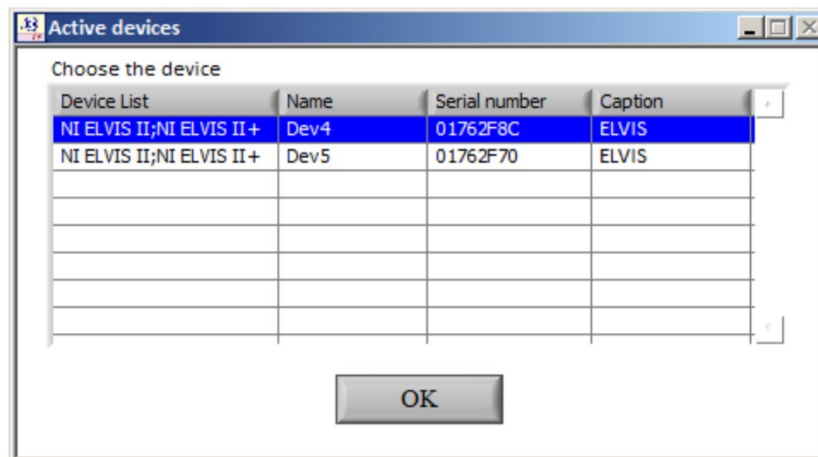 Active devices
Choose the device
Device List Name Serial number Caption
NI ELVIS II;NI ELVIS II+ Dev4 01762F8C ELVIS
NI ELVIS II;NI ELVIS II+ Dev5 01762F70 ELVIS
OK